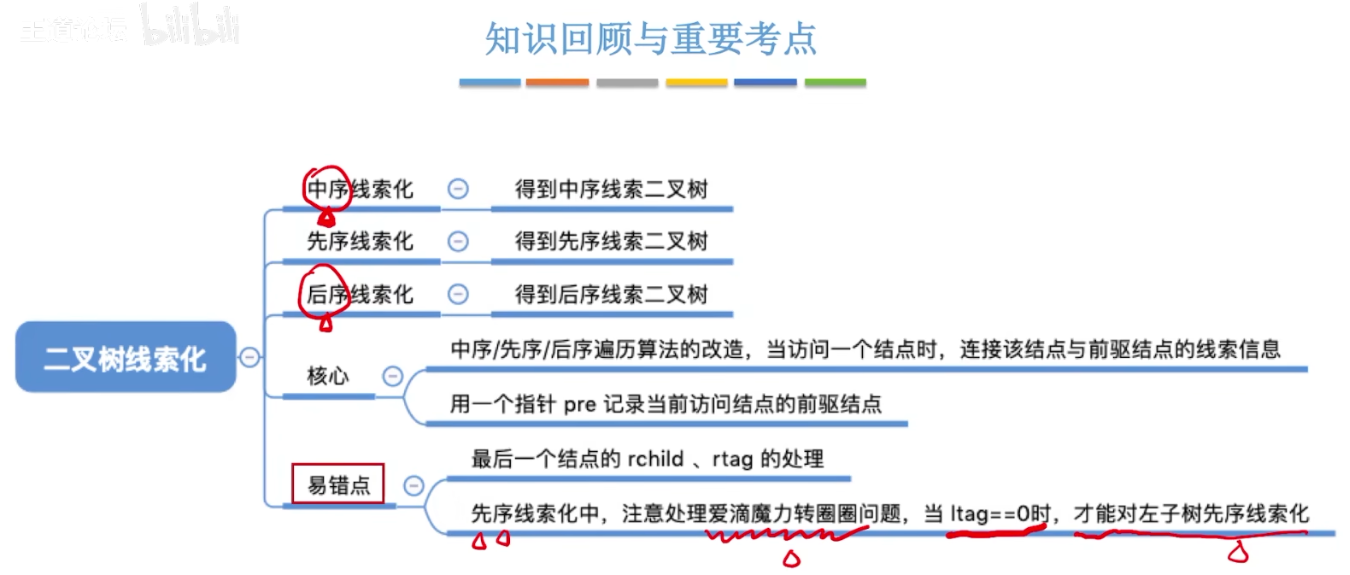 王道论坛 bilibili
知识回顾与重要考点
中序线索化
得到中序线索二叉树
先序线索化
得到先序线索二叉树
后序线索化
得到后序线索二叉树
二叉树线索化
核心
中序/先序/后序遍历算法的改造，当访问一个结点时，连接该结点与前驱结点的线索信息
用一个指针 pre 记录当前访问结点的前驱结点
易错点
最后一个结点的 rchild 、rtag 的处理
先序线索化中，注意处理爱滴魔力转圈圈问题，当 ltag==0时，才能对左子树先序线索化